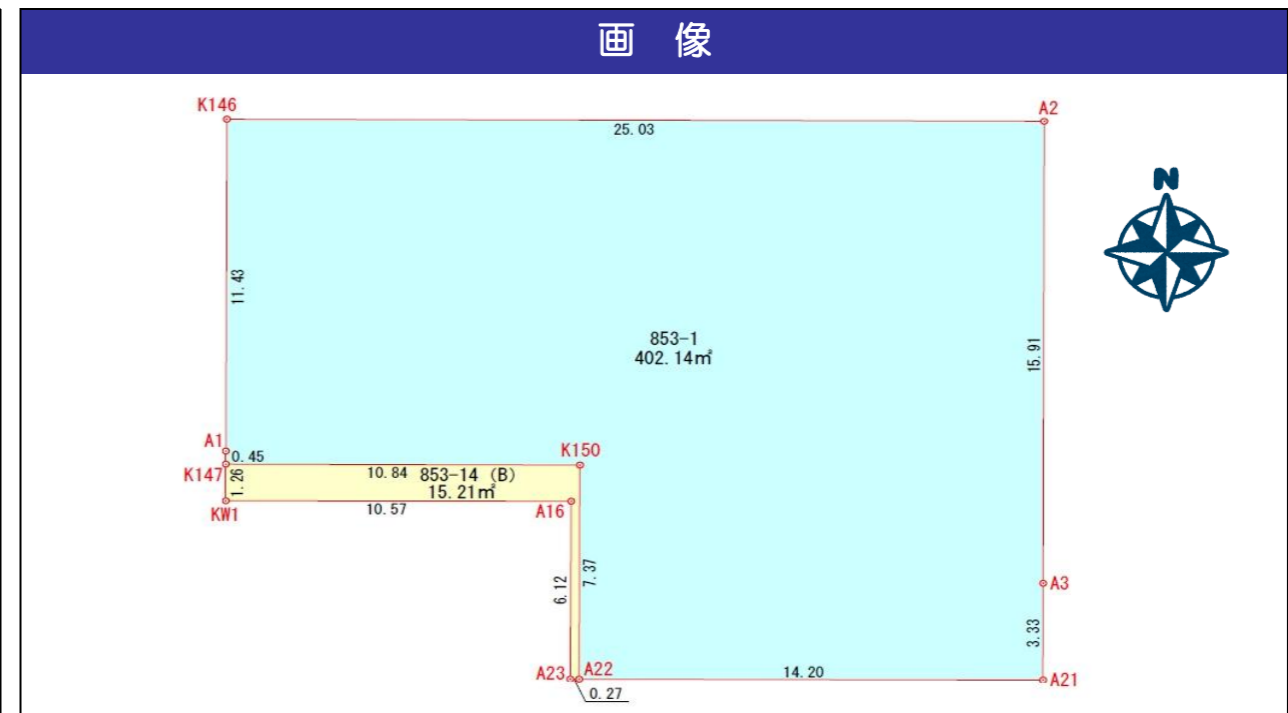 画 像
K146
A2
25.03
N
11.43
853-1
402.14㎡
15.91
A1
0.45
K150
K147
1.26
10.84
853-14 (B)
15.21㎡
KW1
10.57
A16
6.12
7.37
A3
3.33
A23
A22
14.20
A21
0.27